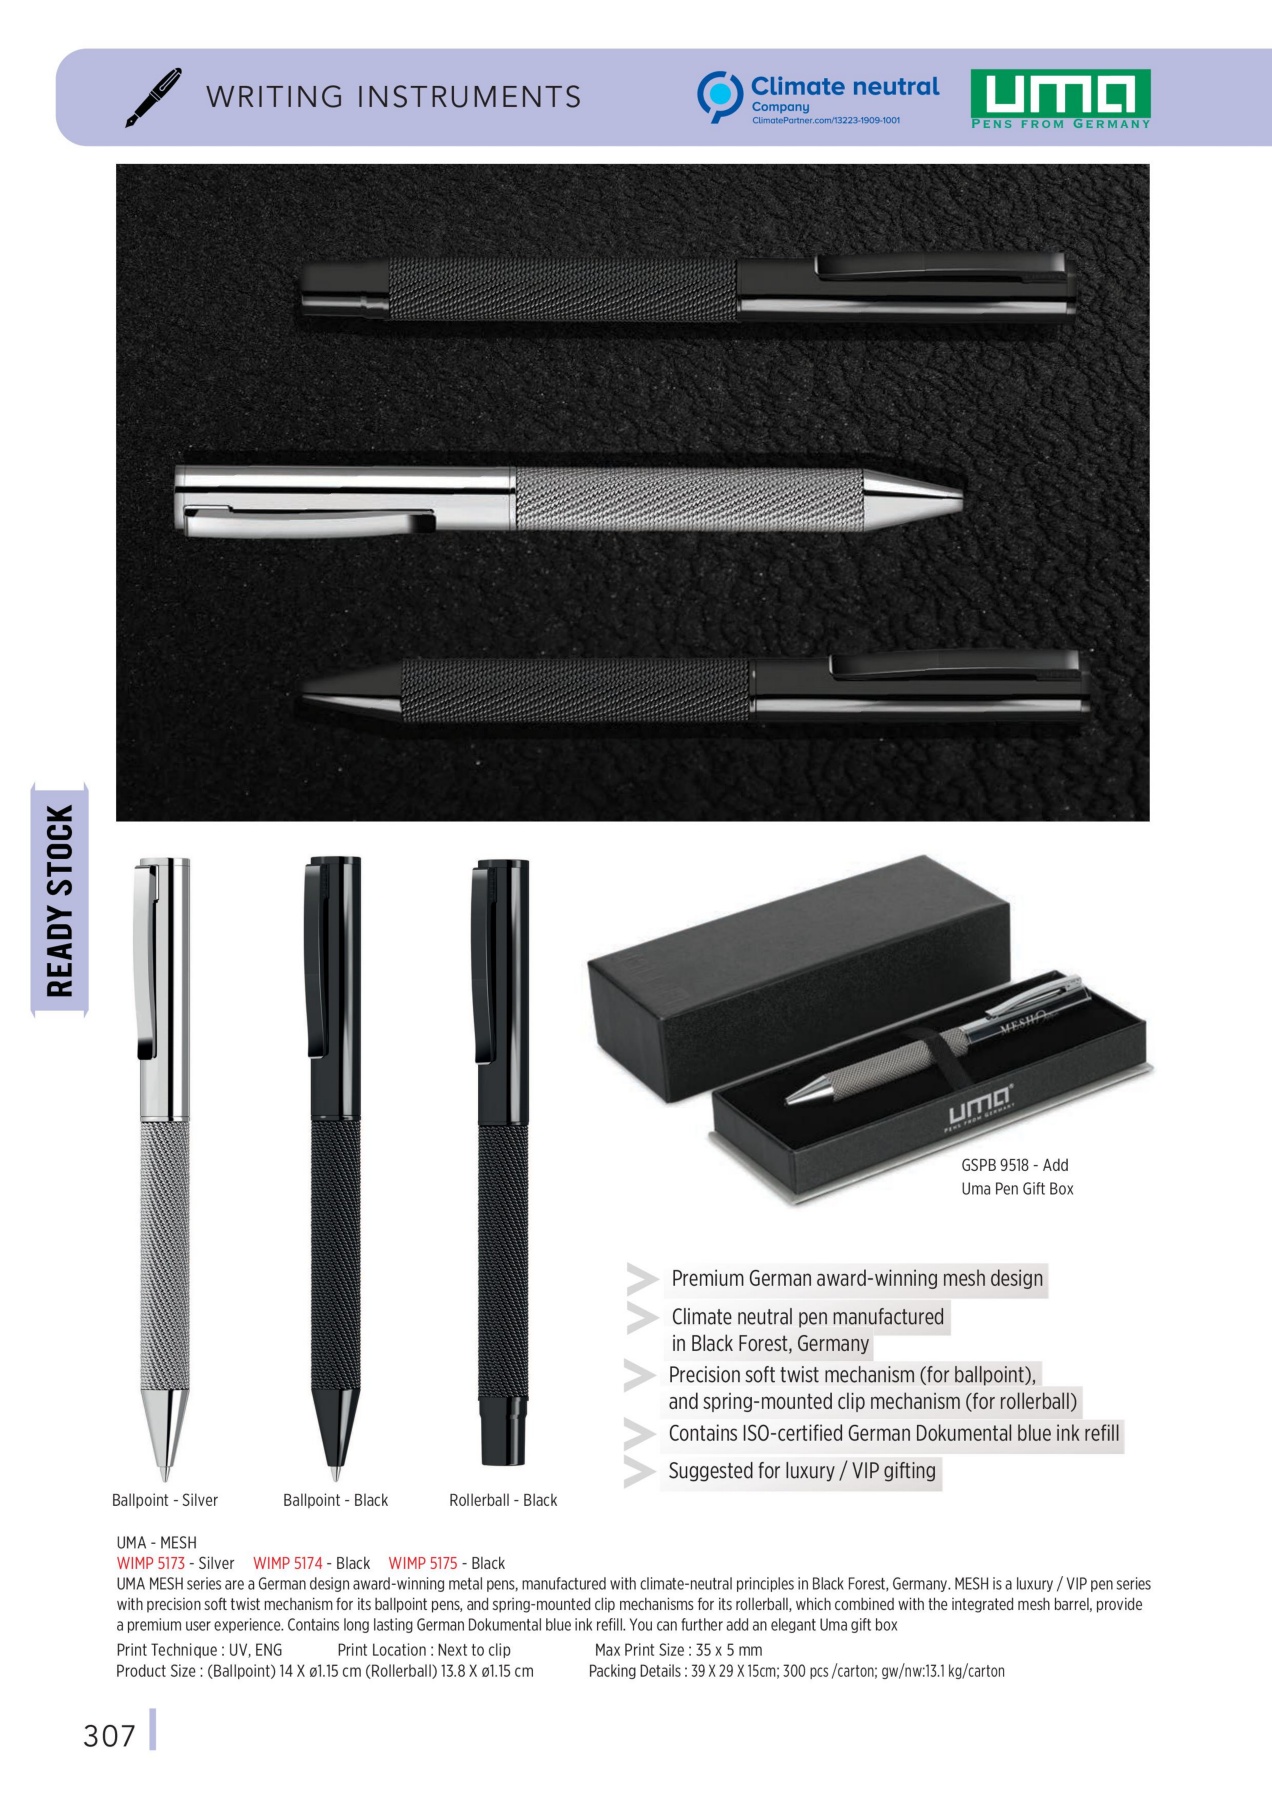 WRITING INSTRUMENTS
Climate neutral
Company
ClimatePartner.com/13223-1909-1001
uma
PENS FROM GERMANY
READY STOCK
MESH
uma
PENS FROM GERMANY
GSPB 9518 - Add
Uma Pen Gift Box
Premium German award-winning mesh design
Climate neutral pen manufactured
in Black Forest, Germany
Precision soft twist mechanism (for ballpoint),
and spring-mounted clip mechanism (for rollerball)
Contains ISO-certified German Dokumental blue ink refill
Suggested for luxury / VIP gifting
Ballpoint - Silver
Ballpoint - Black
Rollerball - Black
UMA - MESH
WIMP 5173 - Silver WIMP 5174 - Black WIMP 5175 - Black
UMA MESH series are a German design award-winning metal pens, manufactured with climate-neutral principles in Black Forest, Germany. MESH is a luxury / VIP pen series
with precision soft twist mechanism for its ballpoint pens, and spring-mounted clip mechanisms for its rollerball, which combined with the integrated mesh barrel, provide
a premium user experience. Contains long lasting German Dokumental blue ink refill. You can further add an elegant Uma gift box
Print Technique : UV, ENG Print Location : Next to clip Max Print Size : 35 x 5 mm
Product Size : (Ballpoint) 14 X ø1.15 cm (Rollerball) 13.8 X ø1.15 cm Packing Details : 39 X 29 X 15cm; 300 pcs /carton; gw/nw:13.1 kg/carton
307